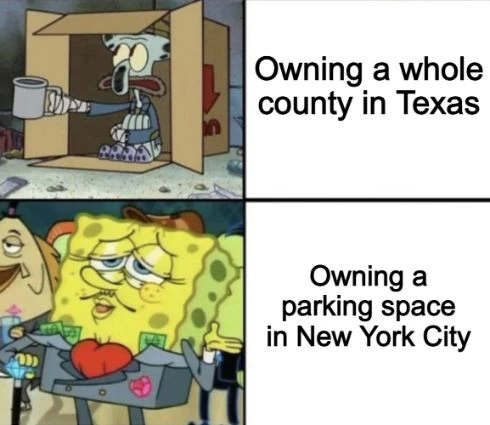 Owning a whole
county in Texas
Owning a
parking space
in New York City